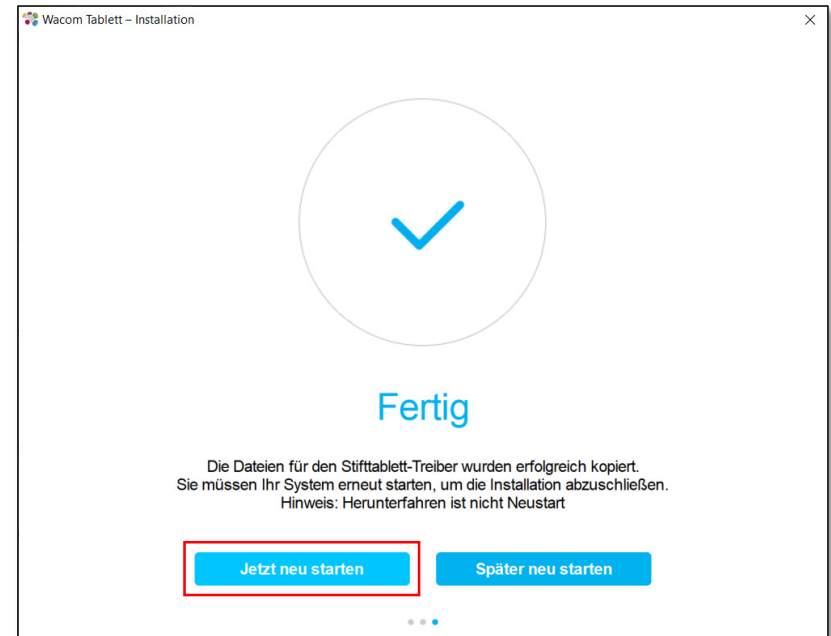 Wacom Tablett – Installation
Fertig
Die Dateien für den Stifttablett-Treiber wurden erfolgreich kopiert.
Sie müssen Ihr System erneut starten, um die Installation abzuschließen.
Hinweis: Herunterfahren ist nicht Neustart
Jetzt neu starten
Später neu starten